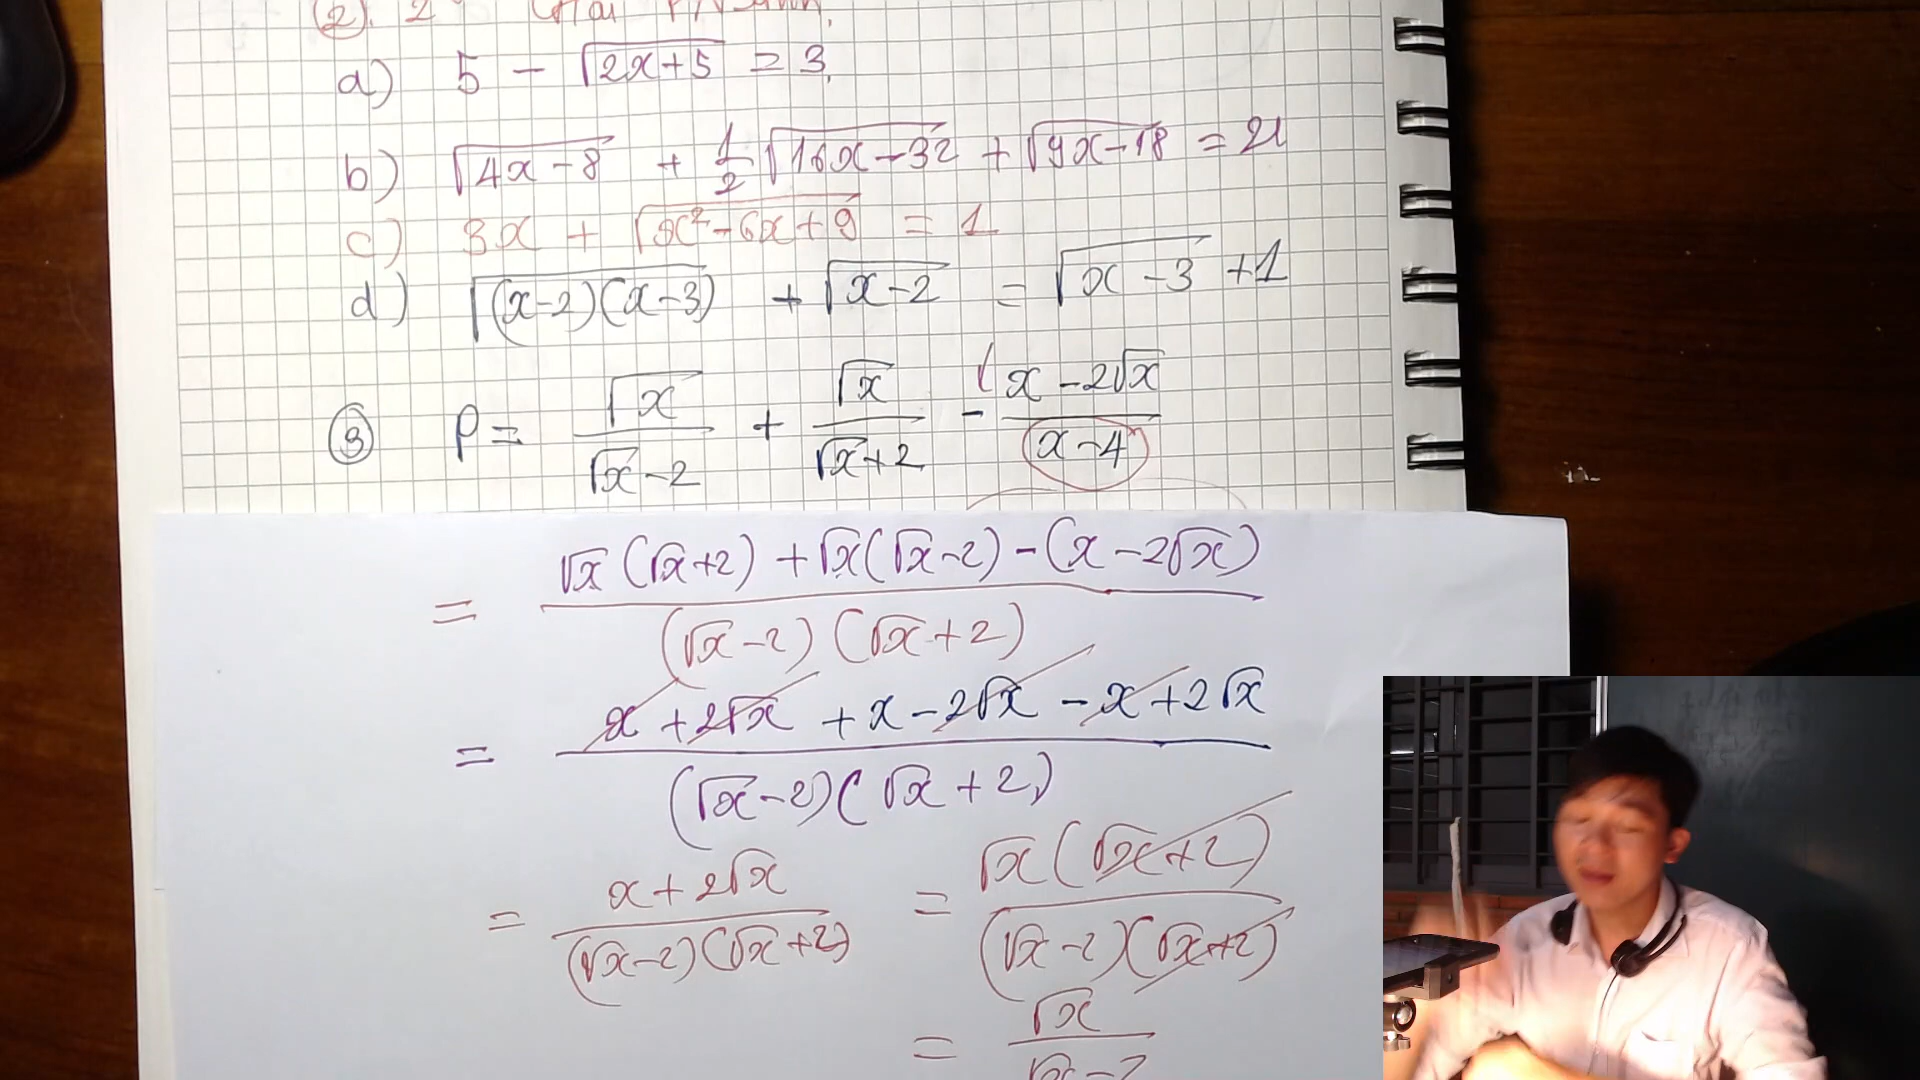 (2). 2
a) 5 - √(2x+5) = 3.
b) √(4x-8) + 1/2 √(16x-32) + √(9x-18) = 21
c) 3x + √(x²-6x+9) = 1
d) √((x-2)(x-3)) + √(x-2) = √(x-3) + 1
(3) P = √x/(√x-2) + √x/(√x+2) - (x-2√x)/(x-4)
= (√x(√x+2) + √x(√x-2) - (x-2√x))/((√x-2)(√x+2))
= (x+2√x + x - 2√x - x + 2√x)/((√x-2)(√x+2))
= (x+2√x)/((√x-2)(√x+2)) = (√x(√x+2))/((√x-2)(√x+2))
= √x/(√x-2)